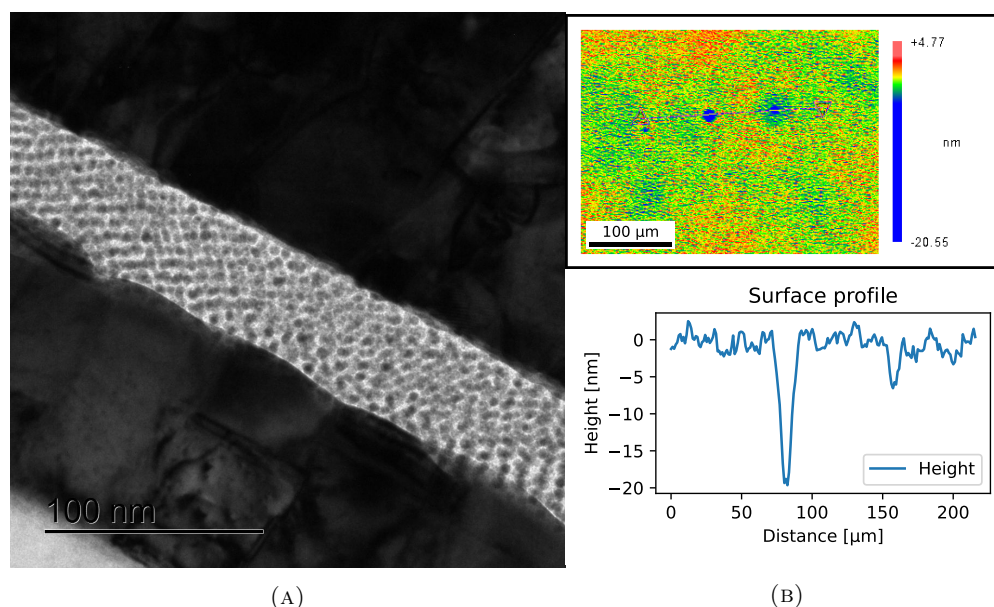 100 nm
+4.77
nm
-20.55
100 µm
Surface profile
Height [nm]
0
−5
−10
−15
−20
Height
0 50 100 150 200
Distance [µm]
(A)
(B)